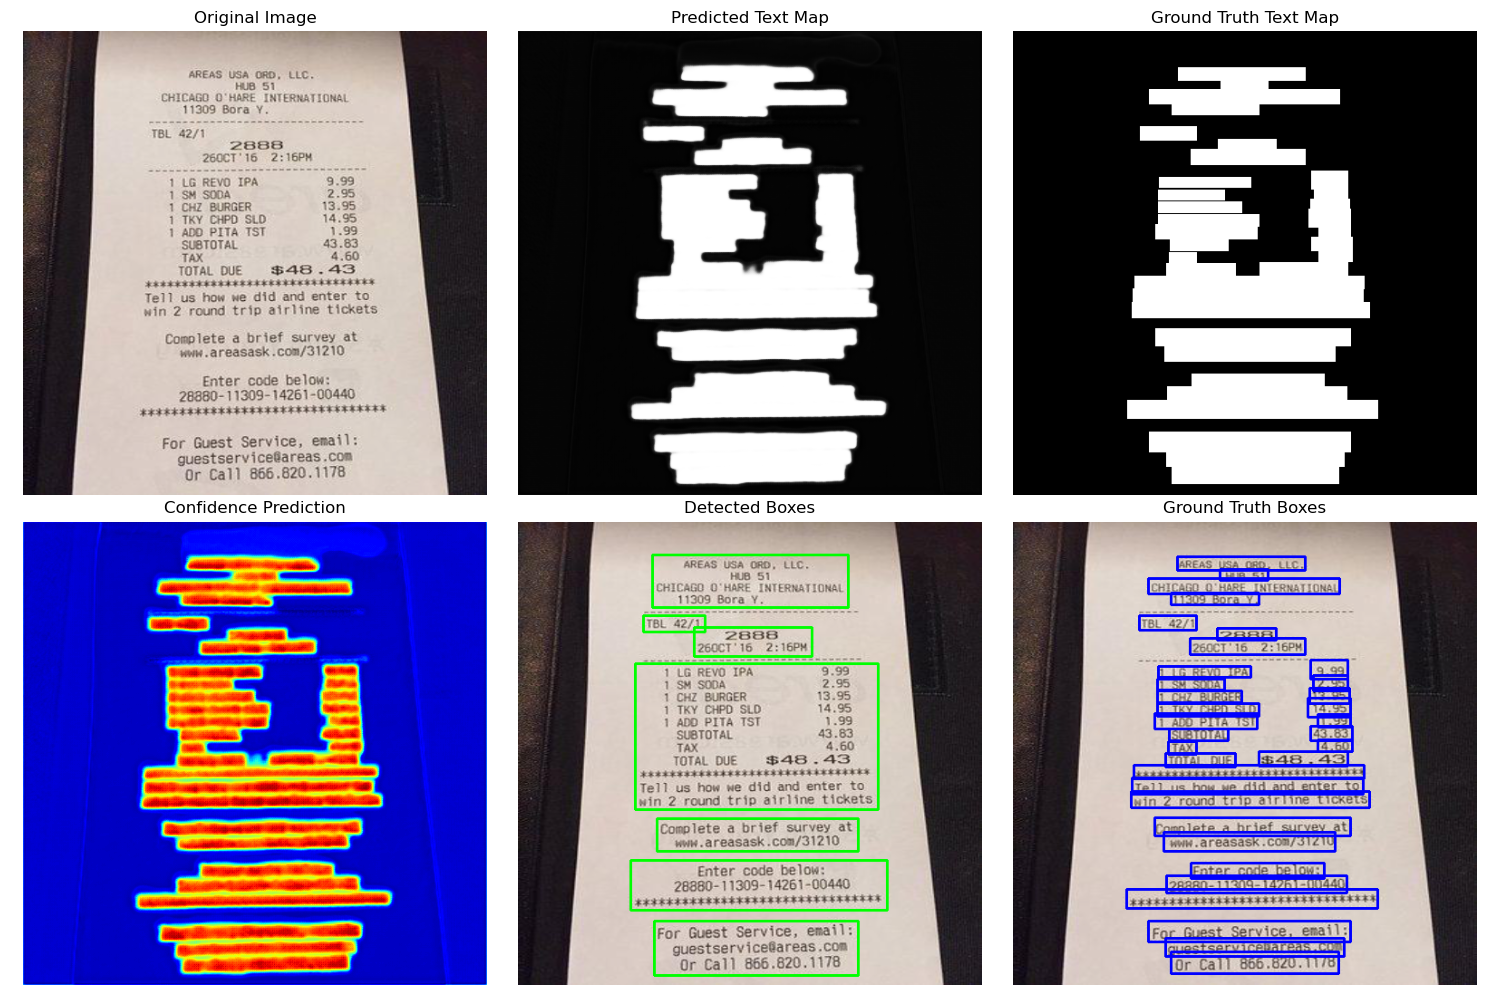 Original Image
AREAS USA ORD, LLC.
HUB 51
CHICAGO O'HARE INTERNATIONAL
11309 Bora Y.
--------------------------------
TBL 42/1
2888
26OCT'16 2:16PM
--------------------------------
1 LG REVO IPA 9.99
1 SM SODA 2.95
1 CHZ BURGER 13.95
1 TKY CHPD SLD 14.95
1 ADD PITA TST 1.99
SUBTOTAL 43.83
TAX 4.60
TOTAL DUE $48.43
******************************
Tell us how we did and enter to
win 2 round trip airline tickets
Complete a brief survey at
www.areasask.com/31210
Enter code below:
28880-11309-14261-00440
********************************
For Guest Service, email:
guestservice@areas.com
Or Call 866.820.1178
Predicted Text Map
Ground Truth Text Map
Confidence Prediction
Detected Boxes
AREAS USA ORD, LLC.
HUB 51
CHICAGO O'HARE INTERNATIONAL
11309 Bora Y.
--------------------------------
TBL 42/1
2888
26OCT'16 2:16PM
--------------------------------
1 LG REVO IPA 9.99
1 SM SODA 2.95
1 CHZ BURGER 13.95
1 TKY CHPD SLD 14.95
1 ADD PITA TST 1.99
SUBTOTAL 43.83
TAX 4.60
TOTAL DUE $48.43
******************************
Tell us how we did and enter to
win 2 round trip airline tickets
Complete a brief survey at
www.areasask.com/31210
Enter code below:
28880-11309-14261-00440
********************************
For Guest Service, email:
guestservice@areas.com
Or Call 866.820.1178
Ground Truth Boxes
AREAS USA ORD, LLC.
HUB 51
CHICAGO O'HARE INTERNATIONAL
11309 Bora Y.
--------------------------------
TBL 42/1
2888
26OCT'16 2:16PM
--------------------------------
1 LG REVO IPA 9.99
1 SM SODA 2.95
1 CHZ BURGER 13.95
1 TKY CHPD SLD 14.95
1 ADD PITA TST 1.99
SUBTOTAL 43.83
TAX 4.60
TOTAL DUE $48.43
******************************
Tell us how we did and enter to
win 2 round trip airline tickets
Complete a brief survey at
www.areasask.com/31210
Enter code below:
28880-11309-14261-00440
********************************
For Guest Service, email:
guestservice@areas.com
Or Call 866.820.1178